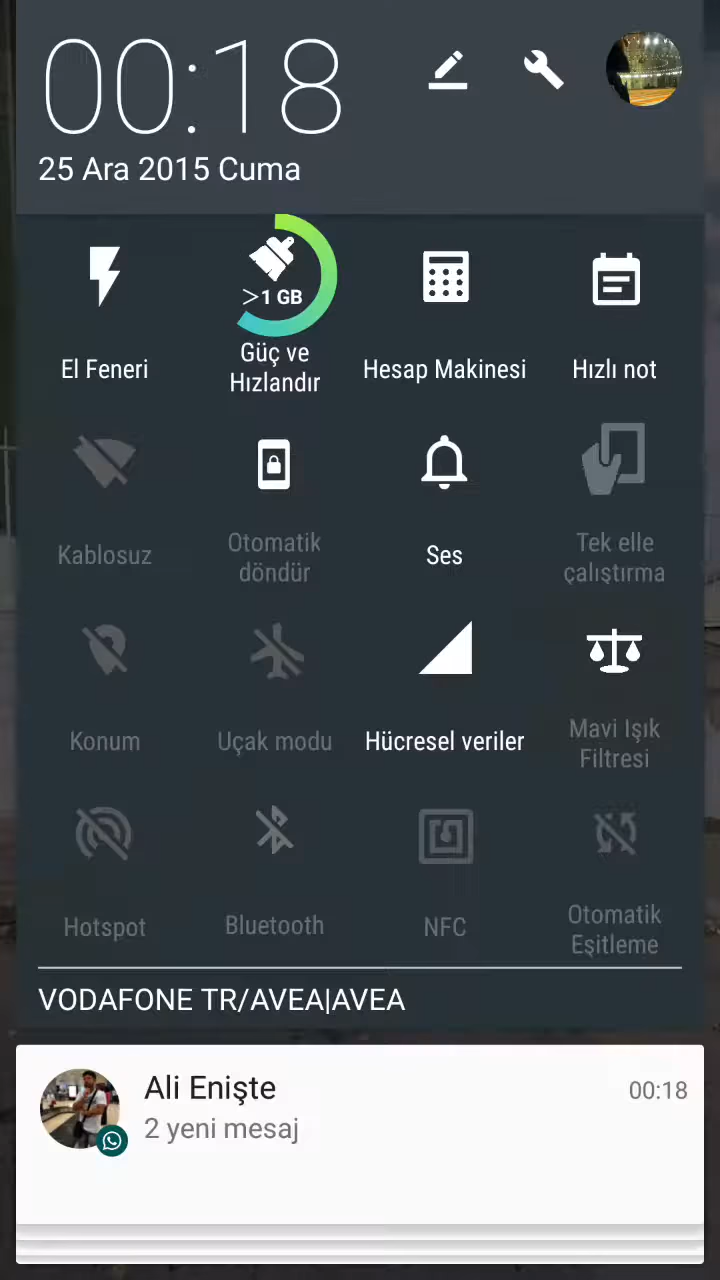 00:18
25 Ara 2015 Cuma
>1 GB
El Feneri
Güç ve
Hızlandır
Hesap Makinesi
Hızlı not
Kablosuz
Otomatik
döndür
Ses
Tek elle
çalıştırma
Konum
Uçak modu
Hücresel veriler
Mavi Işık
Filtresi
Hotspot
Bluetooth
NFC
Otomatik
Eşitleme
VODAFONE TR/AVEA|AVEA
Ali Enişte
00:18
2 yeni mesaj